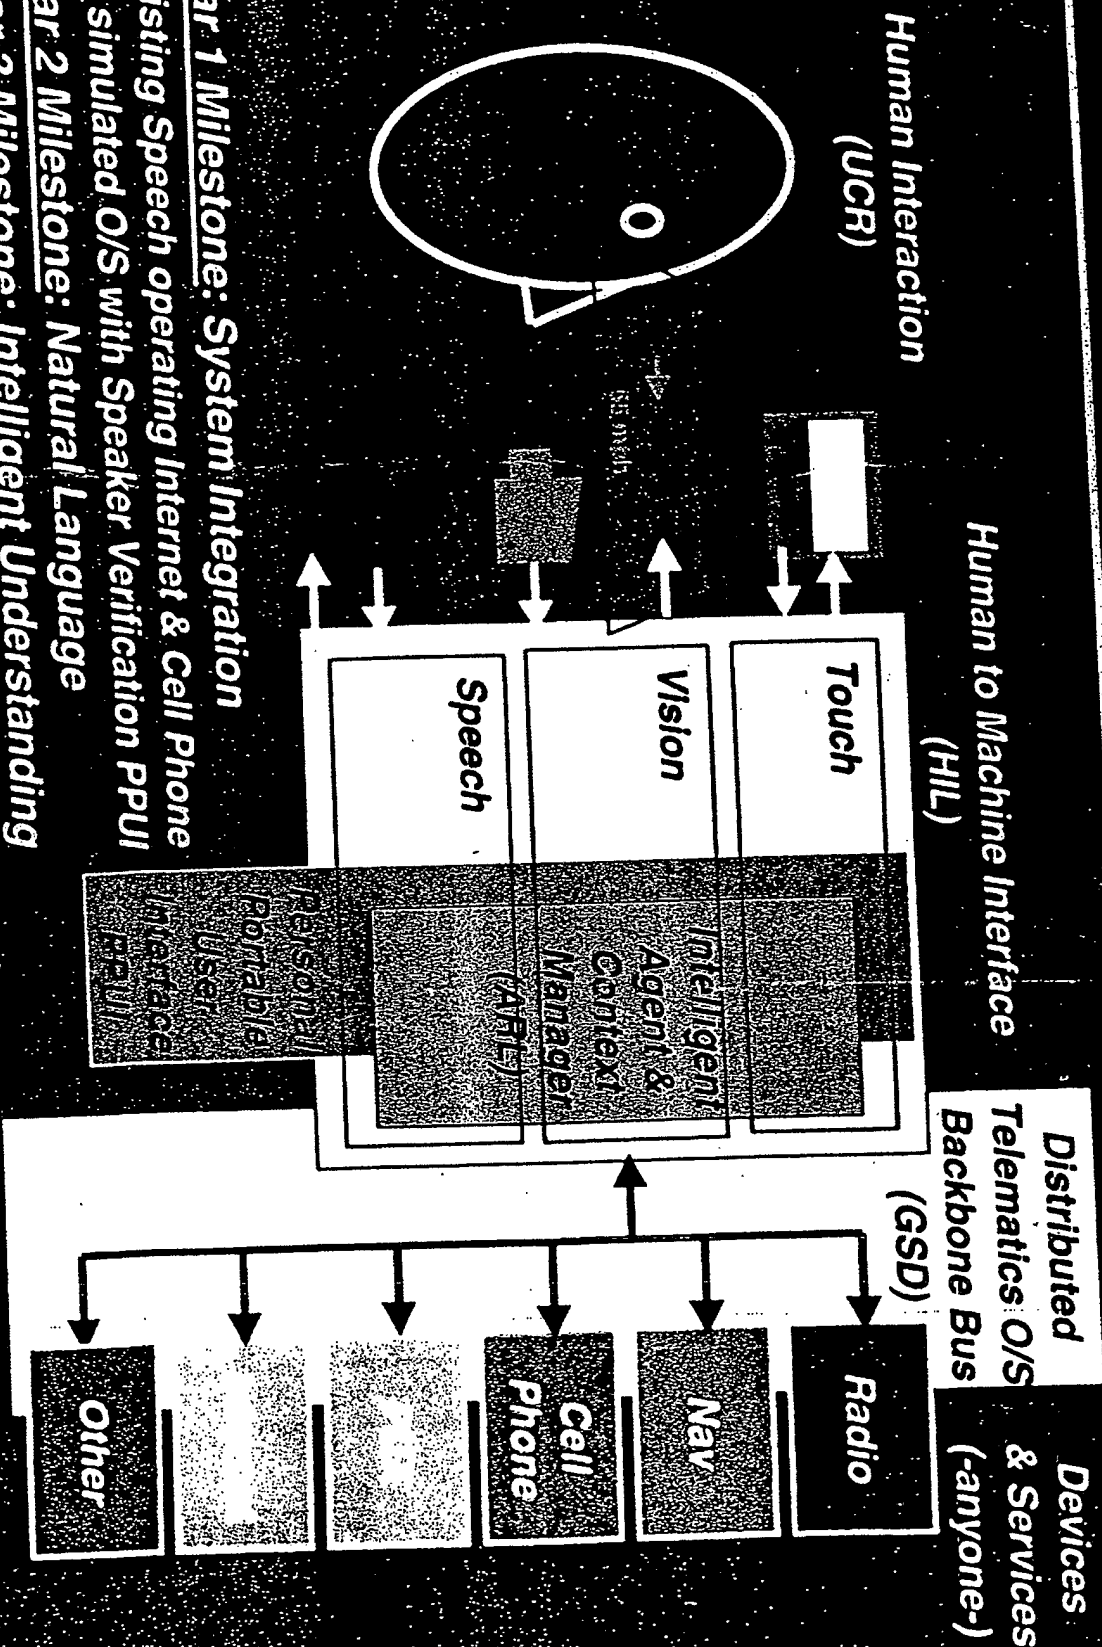 Human Interaction
(UCR)
Human to Machine Interface
(HIL)
Distributed
Telematics O/S
Backbone Bus
(GSD)
Devices
& Services
(-anyone-)
Touch
Vision
Speech
Intelligent
Agent &
Context
Manager
(ARL)
Personal
Portable
User
Interface
PPUI
Radio
Nav
Cell
Phone
Other
ar 1 Milestone: System Integration
isting Speech operating Internet & Cell Phone
simulated O/S with Speaker Verification PPUI
ar 2 Milestone: Natural Language
Milestone: Intelligent Understanding